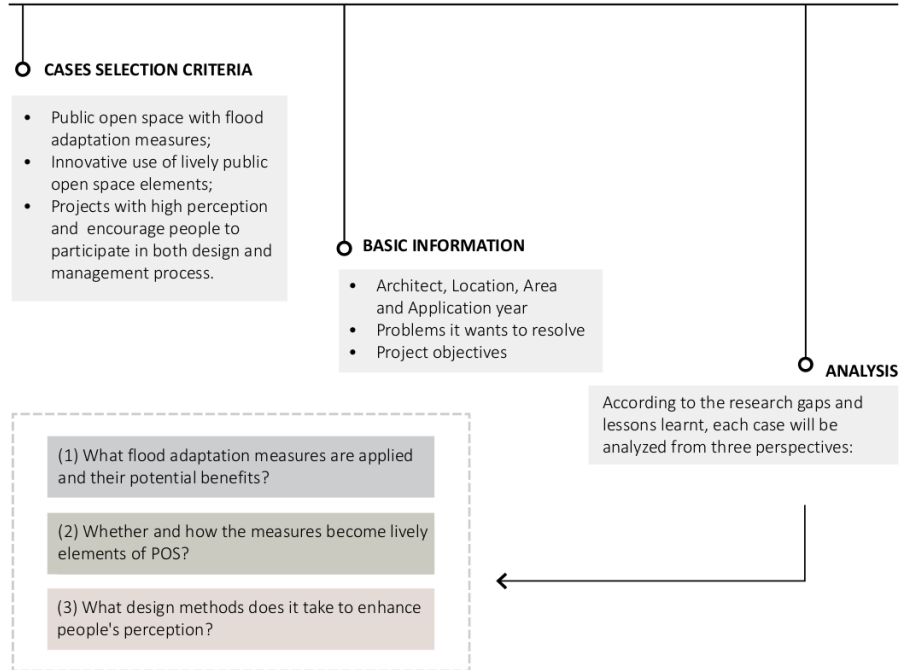 CASES SELECTION CRITERIA
• Public open space with flood
adaptation measures;
• Innovative use of lively public
open space elements;
• Projects with high perception
and encourage people to
participate in both design and
management process.
BASIC INFORMATION
• Architect, Location, Area
and Application year
• Problems it wants to resolve
• Project objectives
ANALYSIS
According to the research gaps and
lessons learnt, each case will be
analyzed from three perspectives:
(1) What flood adaptation measures are applied
and their potential benefits?
(2) Whether and how the measures become lively
elements of POS?
(3) What design methods does it take to enhance
people's perception?